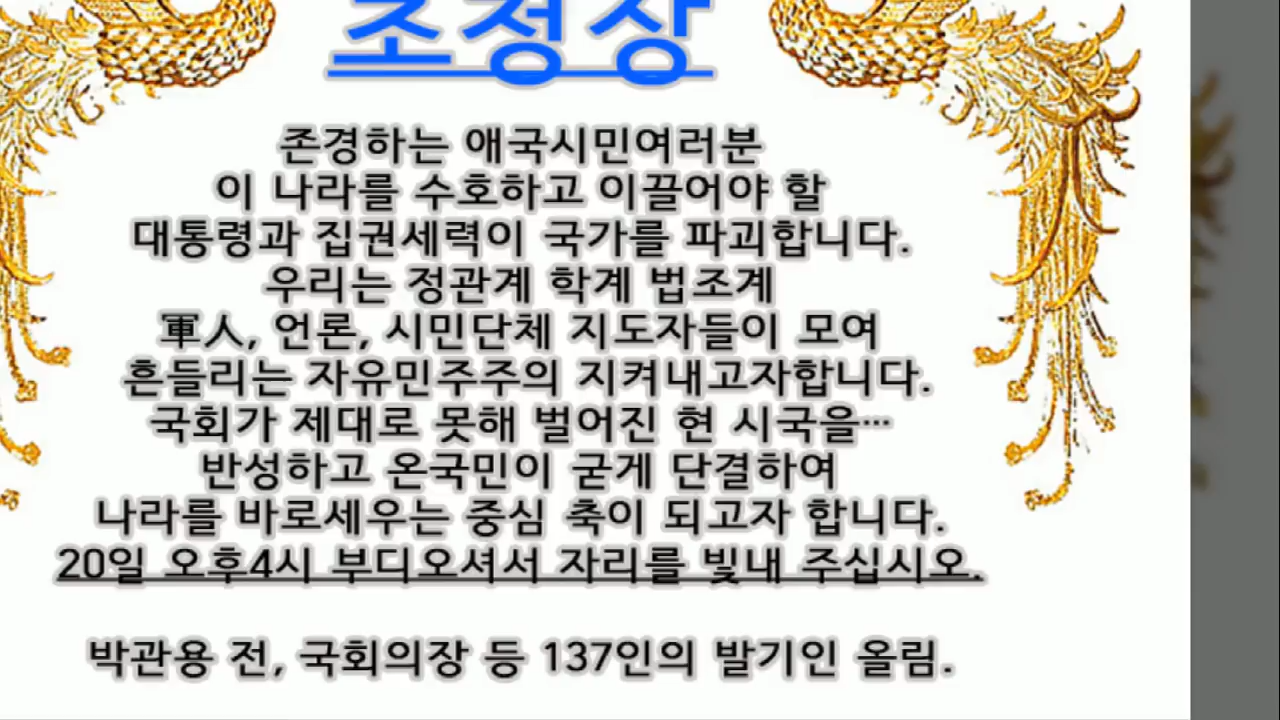 초청장
존경하는 애국시민여러분
이 나라를 수호하고 이끌어야 할
대통령과 집권세력이 국가를 파괴합니다.
우리는 정관계 학계 법조계
軍人, 언론, 시민단체 지도자들이 모여
흔들리는 자유민주주의 지켜내고자합니다.
국회가 제대로 못해 벌어진 현 시국을…
반성하고 온국민이 굳게 단결하여
나라를 바로세우는 중심 축이 되고자 합니다.
20일 오후4시 부디오셔서 자리를 빛내 주십시오.
박관용 전, 국회의장 등 137인의 발기인 올림.